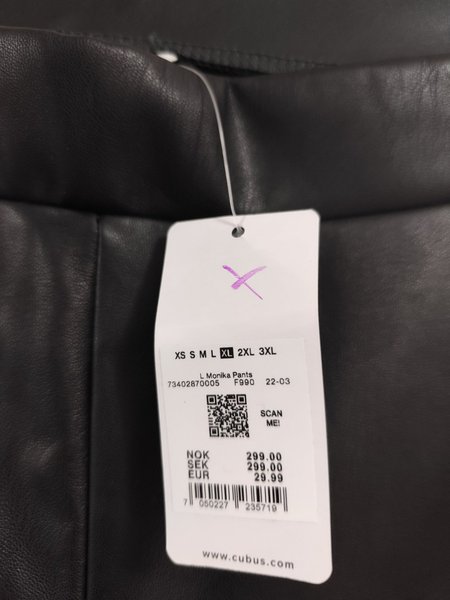 XS S M L XL 2XL 3XL
L Monika Pants
73402870005 F990 22-03
SCAN
ME!
NOK 299.00
SEK 299.00
EUR 29.99
7 050227 235719
www.cubus.com